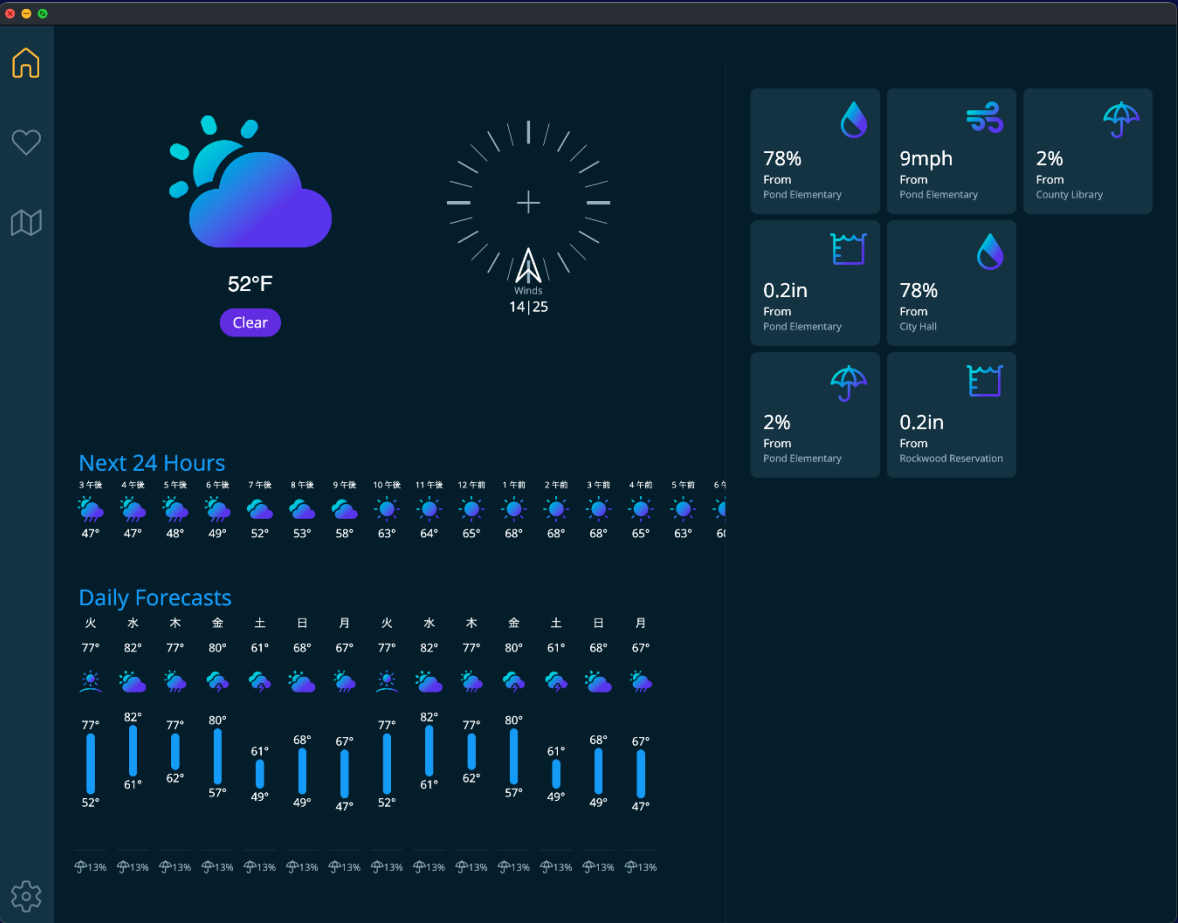 52°F
Clear
Winds
14|25
Next 24 Hours
3 午後 4 午後 5 午後 6 午後 7 午後 8 午後 9 午後 10 午後 11 午後 12 午前 1 午前 2 午前 3 午前 4 午前 5 午前
47° 47° 48° 49° 52° 53° 58° 63° 64° 65° 68° 68° 68° 65° 63°
Daily Forecasts
火 水 木 金 土 日 月 火 水 木 金 土 日 月
77° 82° 77° 80° 61° 68° 67° 77° 82° 77° 80° 61° 68° 67°
77° 82° 77° 80° 61° 68° 67° 77° 82° 77° 80° 61° 68° 67°
52° 61° 62° 57° 49° 49° 47° 52° 61° 62° 57° 49° 49° 47°
13% 13% 13% 13% 13% 13% 13% 13% 13% 13% 13% 13% 13% 13%
78%
From
Pond Elementary
9mph
From
Pond Elementary
2%
From
County Library
0.2in
From
Pond Elementary
78%
From
City Hall
2%
From
Pond Elementary
0.2in
From
Rockwood Reservation